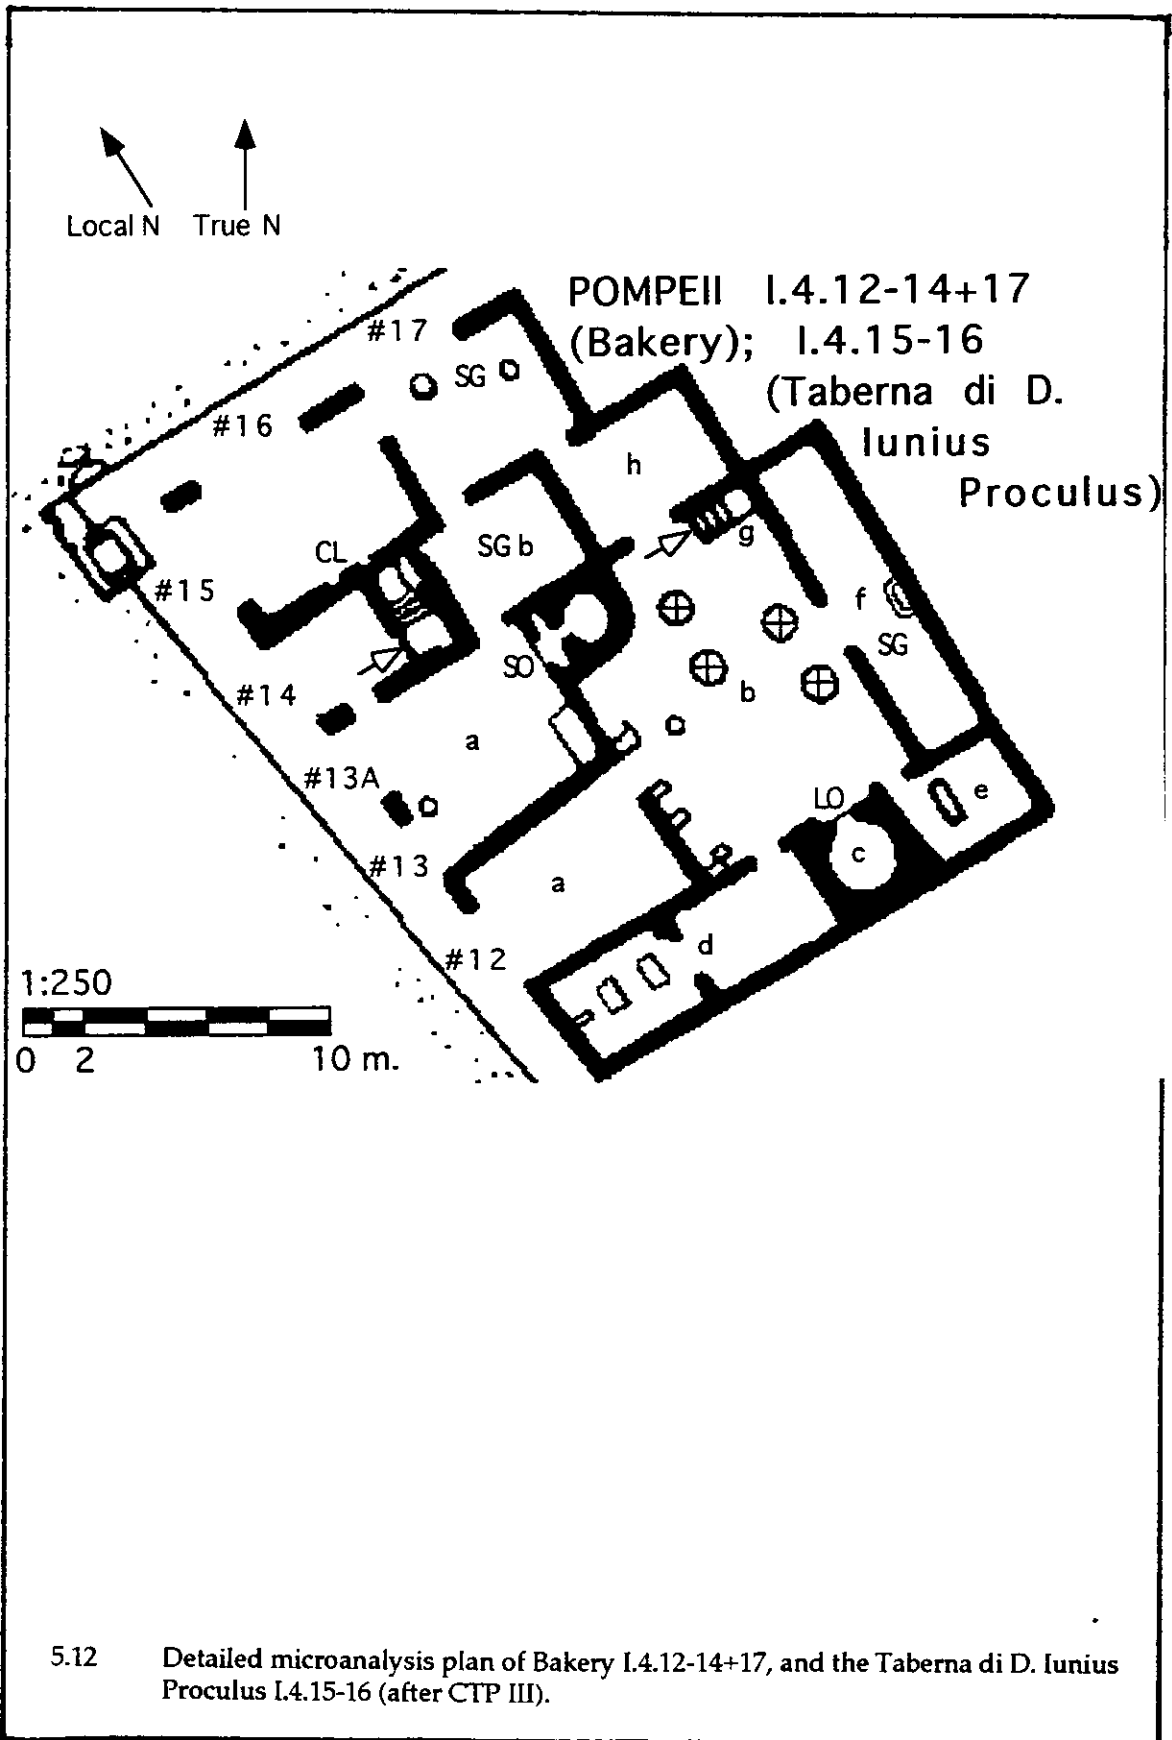 Local N True N
POMPEII I.4.12-14+17
(Bakery); I.4.15-16
(Taberna di D.
Iunius
Proculus)
#17
SG
#16
h
g
SG b
CL
#15
f
SG
SO
b
#14
a
#13A
e
LO
c
#13
a
d
#12
1:250
0 2 10 m.
5.12 Detailed microanalysis plan of Bakery I.4.12-14+17, and the Taberna di D. Iunius
Proculus I.4.15-16 (after CTP III).